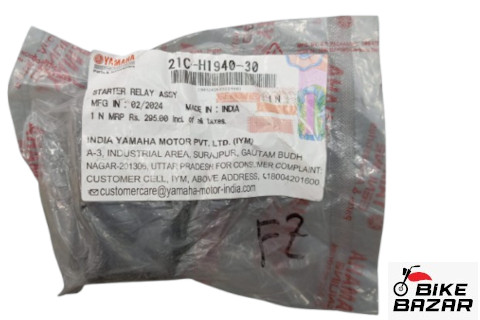 YAMAHA
21C-H1940-30
STARTER RELAY ASSY
MFG IN : 02/2024 MADE IN : INDIA
1 N MRP Rs. 295.00 Incl. Of All Taxes.
INDIA YAMAHA MOTOR PVT. LTD. (IYM)
A-3, INDUSTRIAL AREA, SURAJPUR, GAUTAM BUDH
NAGAR-201306, UTTAR PRADESH FOR CONSUMER COMPLAINT:
CUSTOMER CELL, IYM, ABOVE ADDRESS, 18004201600
customercare@yamaha-motor-india.com
FZ
BIKE
BAZAR